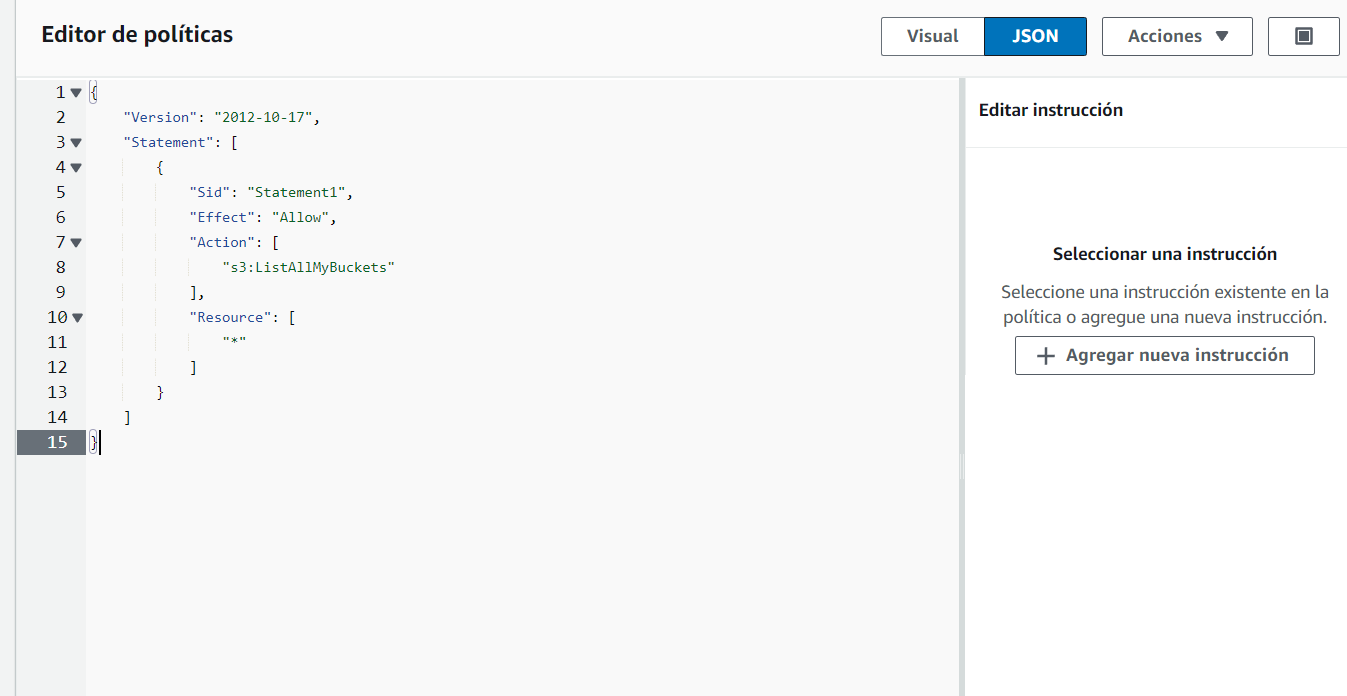 Editor de políticas
Visual
JSON
Acciones
1 {
2 "Version": "2012-10-17",
3 "Statement": [
4 {
5 "Sid": "Statement1",
6 "Effect": "Allow",
7 "Action": [
8 "s3:ListAllMyBuckets"
9 ],
10 "Resource": [
11 "*"
12 ]
13 }
14 ]
15 }
Editar instrucción
Seleccionar una instrucción
Seleccione una instrucción existente en la
política o agregue una nueva instrucción.
+ Agregar nueva instrucción